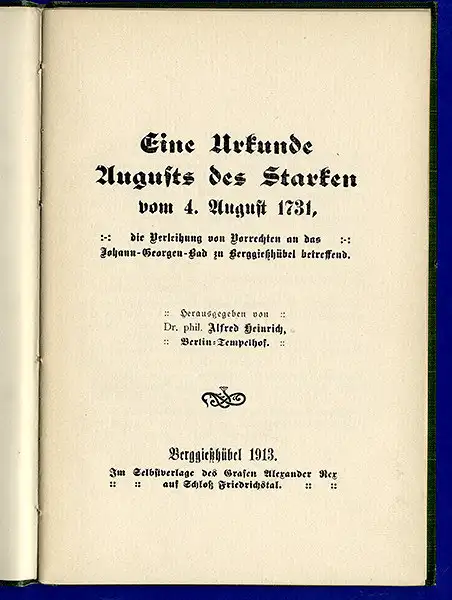 Eine Urkunde
Augusts des Starken
vom 4. August 1731,
:-: die Verleihung von Vorrechten an das :-:
Johann-Georgen-Bad zu Berggießhübel betreffend.
:: Herausgegeben von ::
Dr. phil. Alfred Heinrich,
:: Berlin-Tempelhof. ::
Berggießhübel 1913.
Im Selbstverlage des Grafen Alexander Rex
:: :: auf Schloß Friedrichstal. :: ::